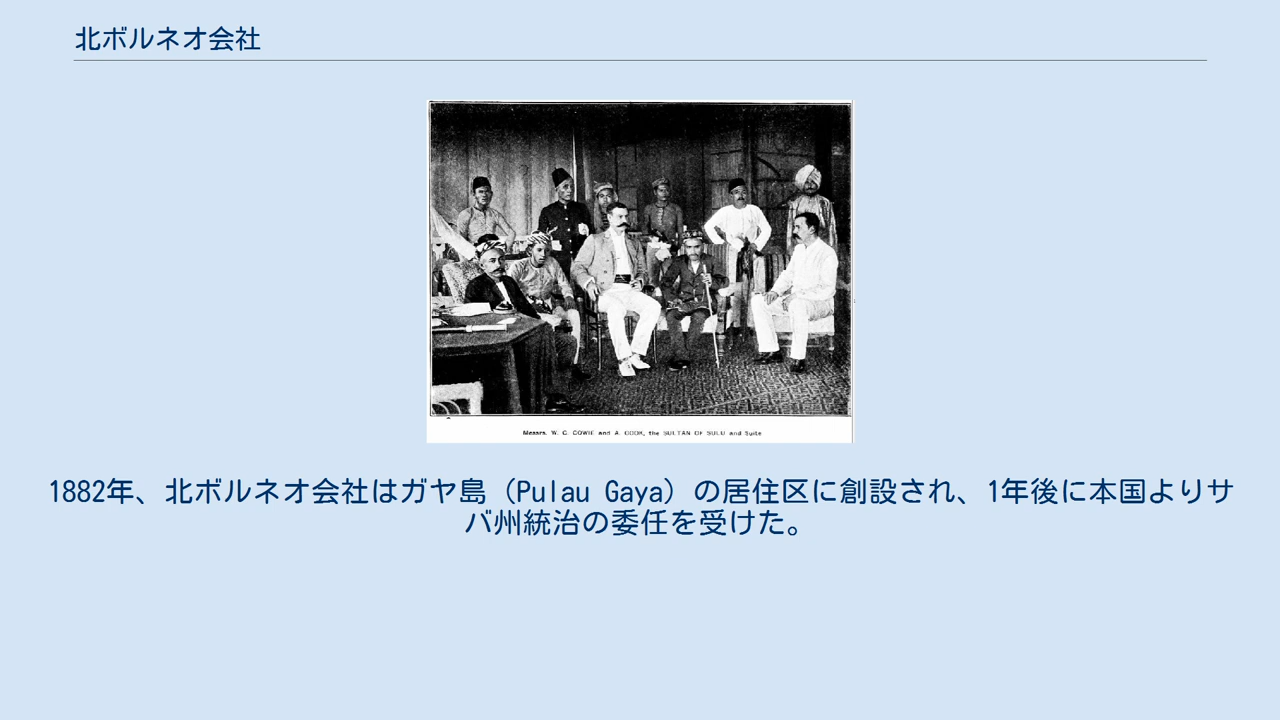 北ボルネオ会社
Messrs. W. C. COWIE and A. COOK, the SULTAN OF SULU and Suite
1882年、北ボルネオ会社はガヤ島（Pulau Gaya）の居住区に創設され、1年後に本国よりサ
バ州統治の委任を受けた。